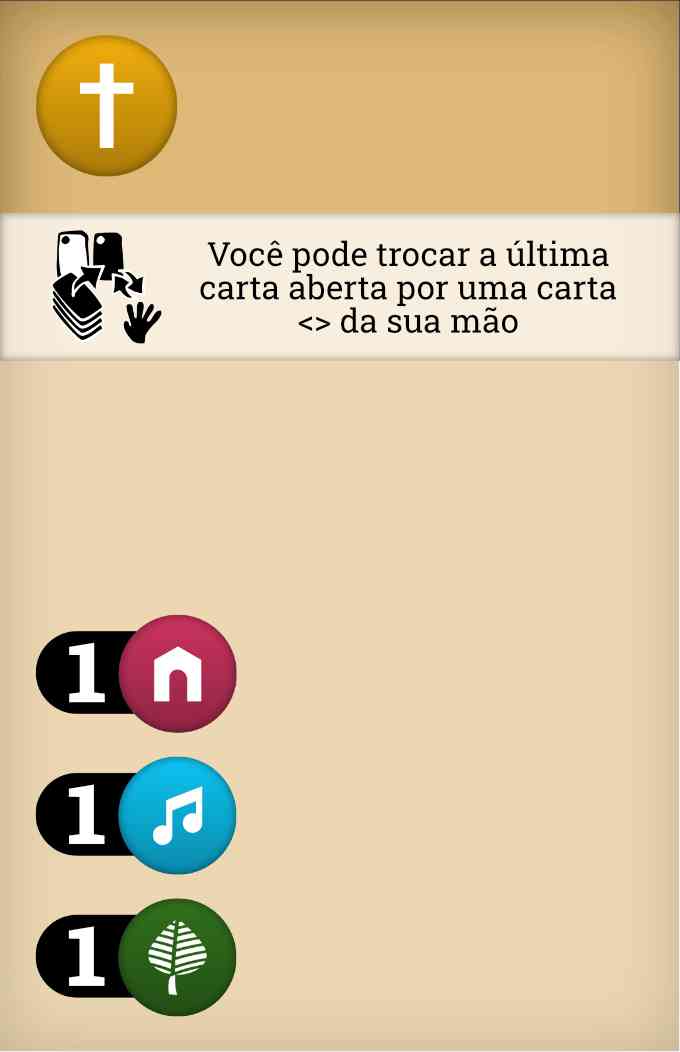 Você pode trocar a última
carta aberta por uma carta
<> da sua mão
1
1
1